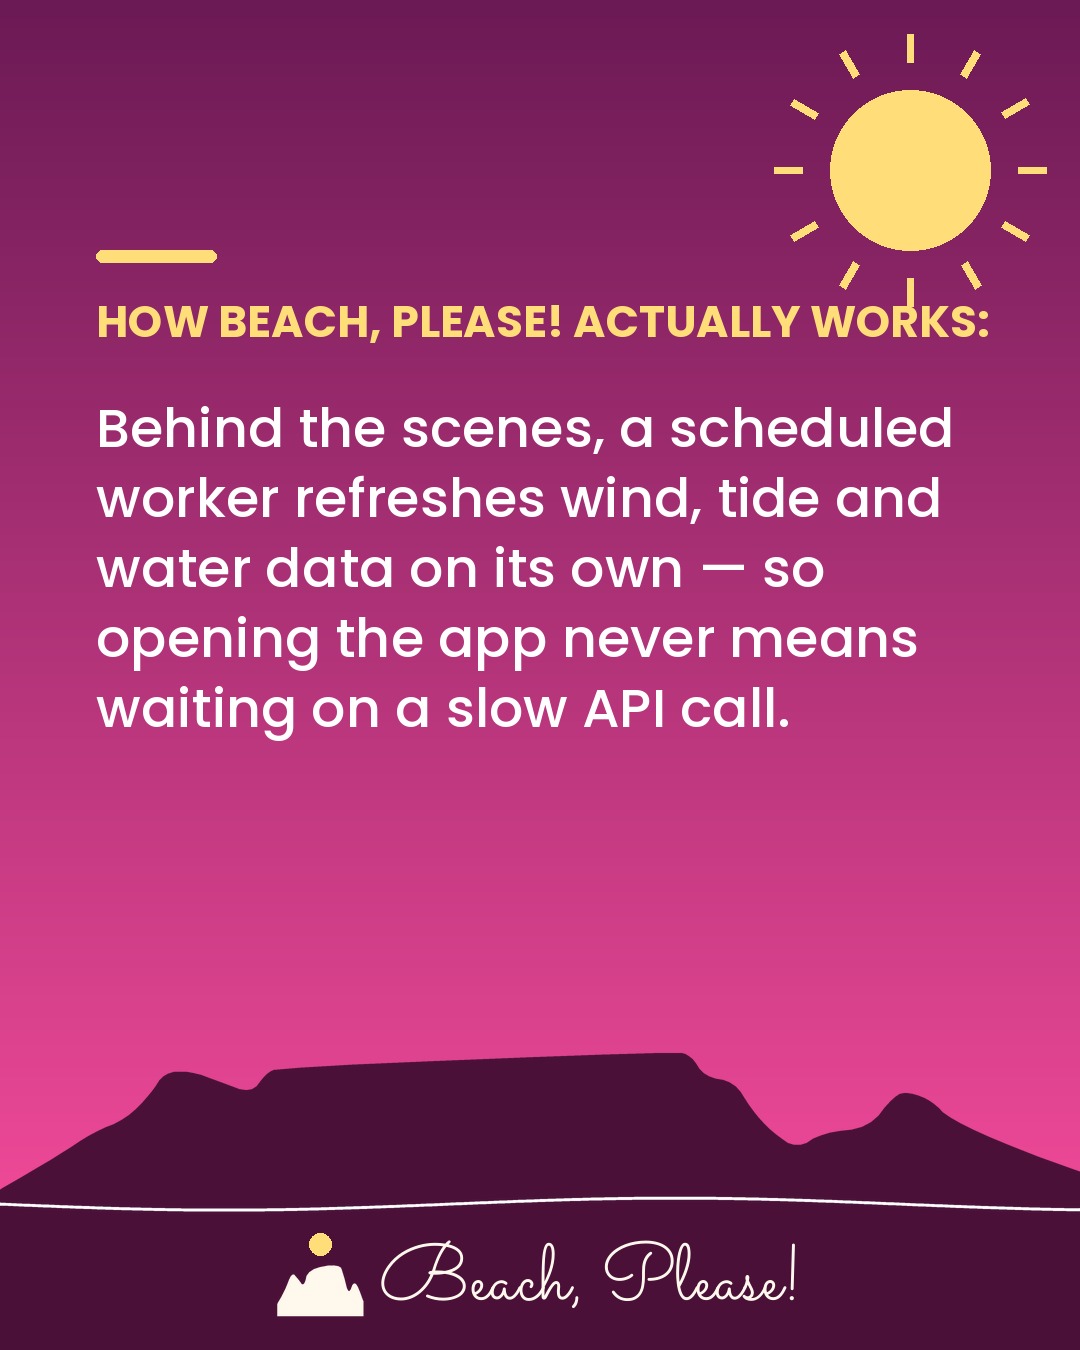 HOW BEACH, PLEASE! ACTUALLY WORKS:
Behind the scenes, a scheduled
worker refreshes wind, tide and
water data on its own — so
opening the app never means
waiting on a slow API call.
Beach, Please!